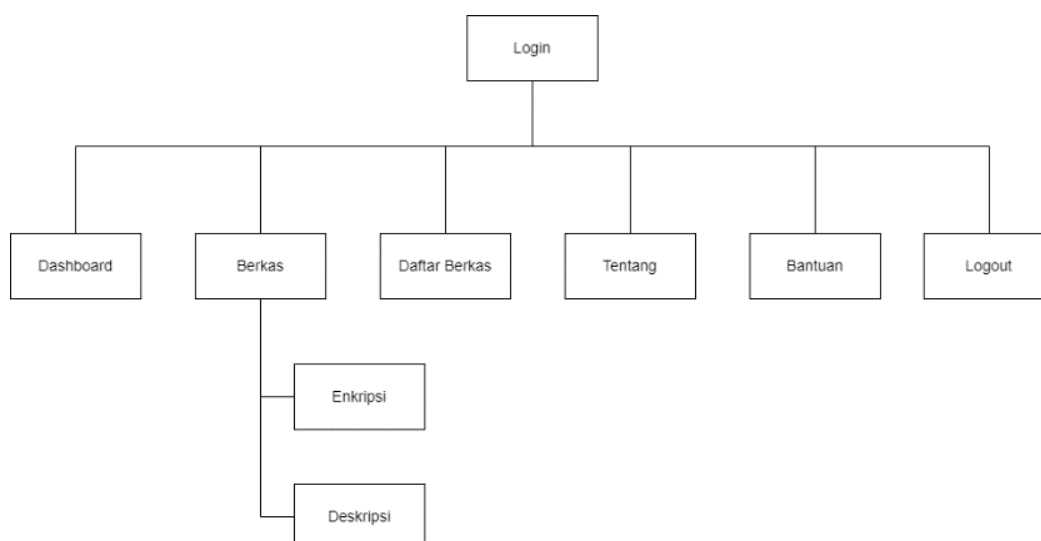 Login
Dashboard
Berkas
Daftar Berkas
Tentang
Bantuan
Logout
Enkripsi
Deskripsi